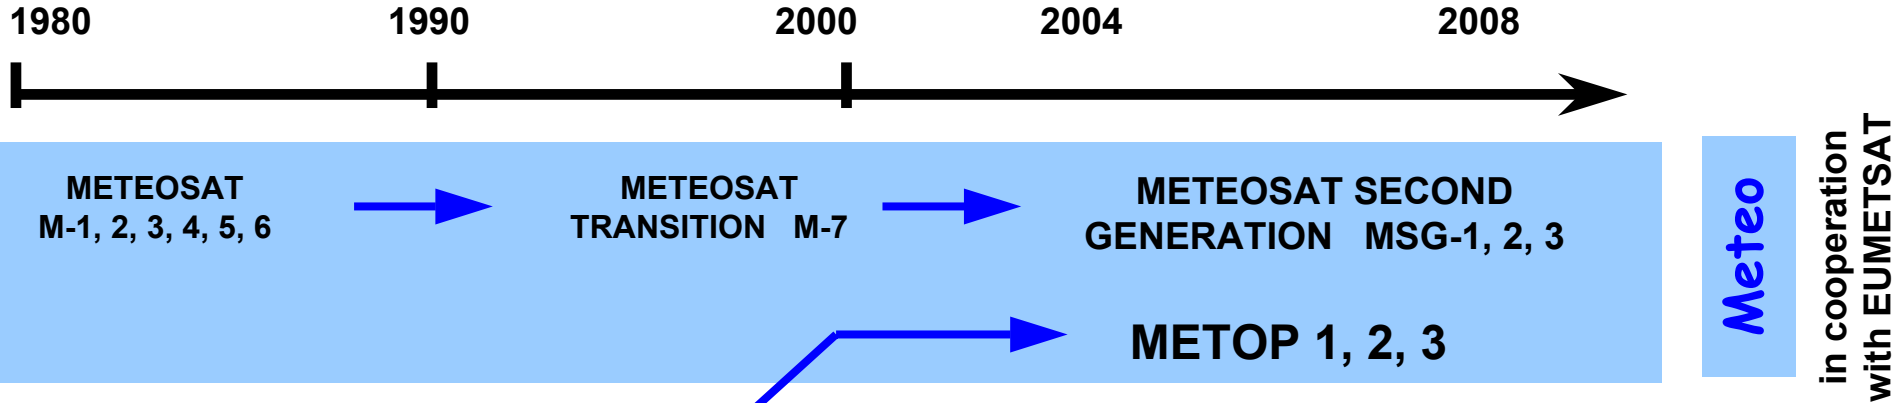 1980 1990 2000 2004 2008
METEOSAT
M-1, 2, 3, 4, 5, 6
METEOSAT
TRANSITION M-7
METEOSAT SECOND
GENERATION MSG-1, 2, 3
METOP 1, 2, 3
Meteo
in cooperation
with EUMETSAT